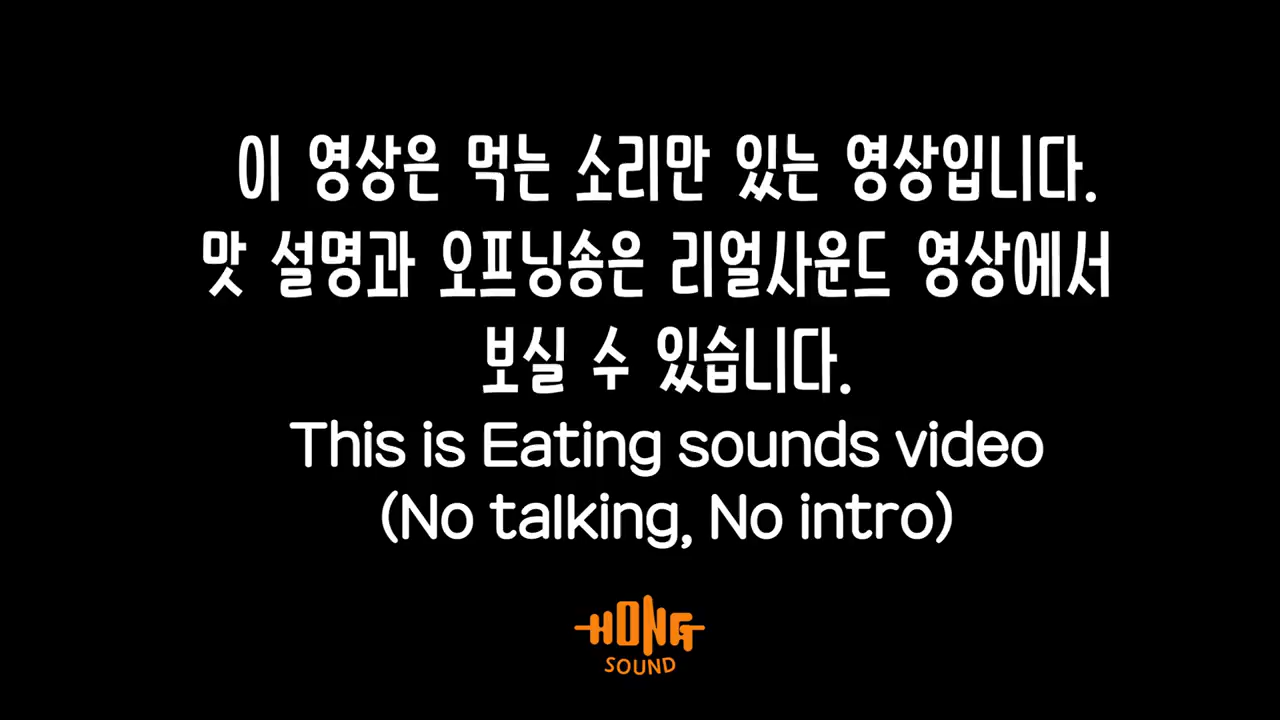 이 영상은 먹는 소리만 있는 영상입니다.
맛 설명과 오프닝송은 리얼사운드 영상에서
보실 수 있습니다.
This is Eating sounds video
(No talking, No intro)
HONG
SOUND